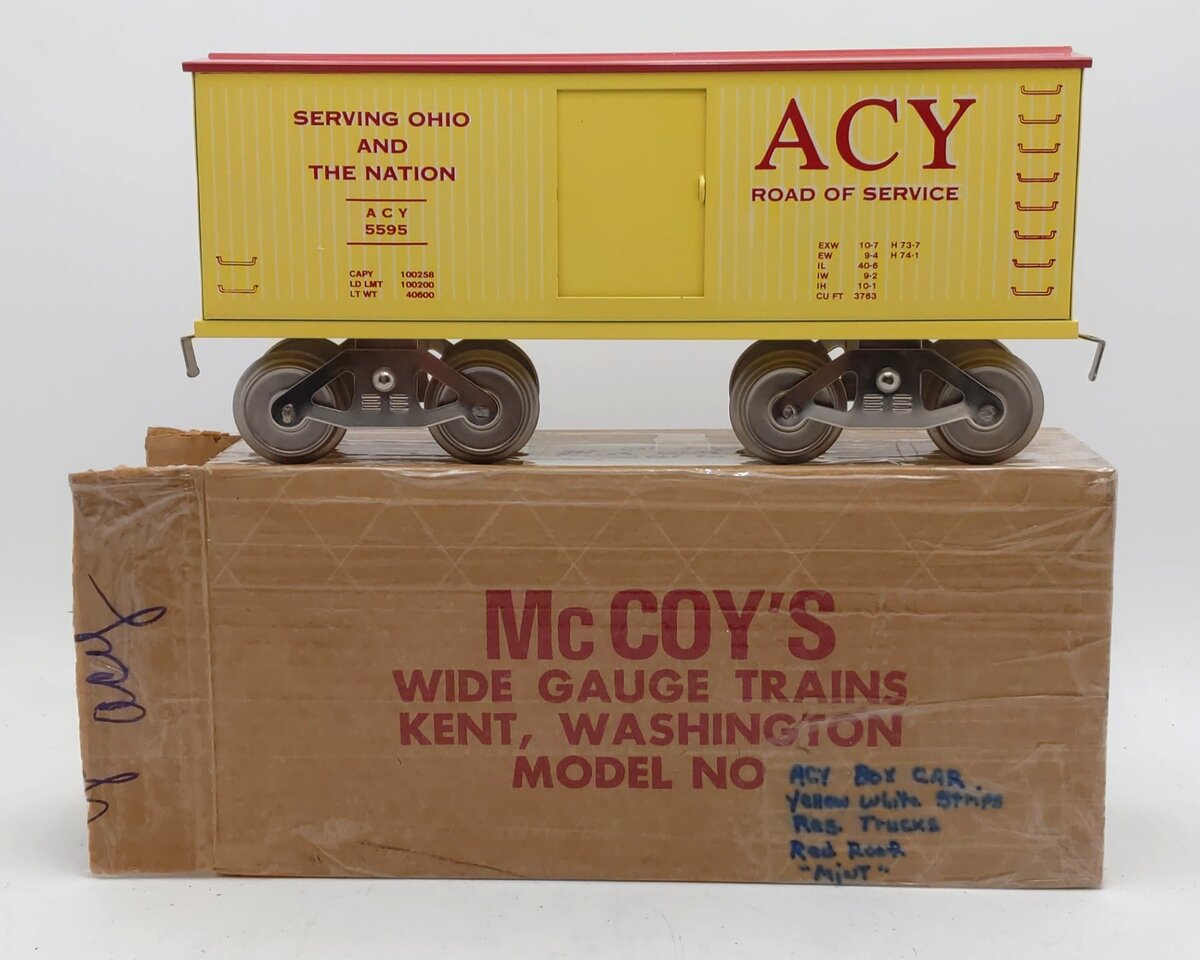 SERVING OHIO
AND
THE NATION
A C Y
5595
CAPY 100258
LD LMT 100200
LT WT 40600
ACY
ROAD OF SERVICE
EXW 10-7 H 73-7
EW 9-4 H 74-1
IL 40-6
IW 9-2
IH 10-1
CU FT 3763
acy
McCOY'S
WIDE GAUGE TRAINS
KENT, WASHINGTON
MODEL NO
ACY BOX CAR
Yellow white Strips
Reg. Trucks
Red Roof
"MiNT"